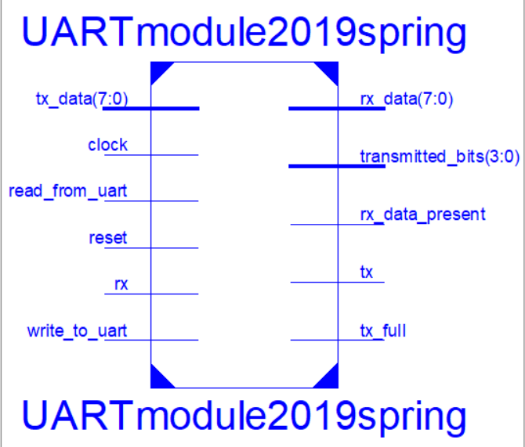 UARTmodule2019spring
tx_data(7:0)
rx_data(7:0)
clock
transmitted_bits(3:0)
read_from_uart
rx_data_present
reset
tx
rx
write_to_uart
tx_full
UARTmodule2019spring